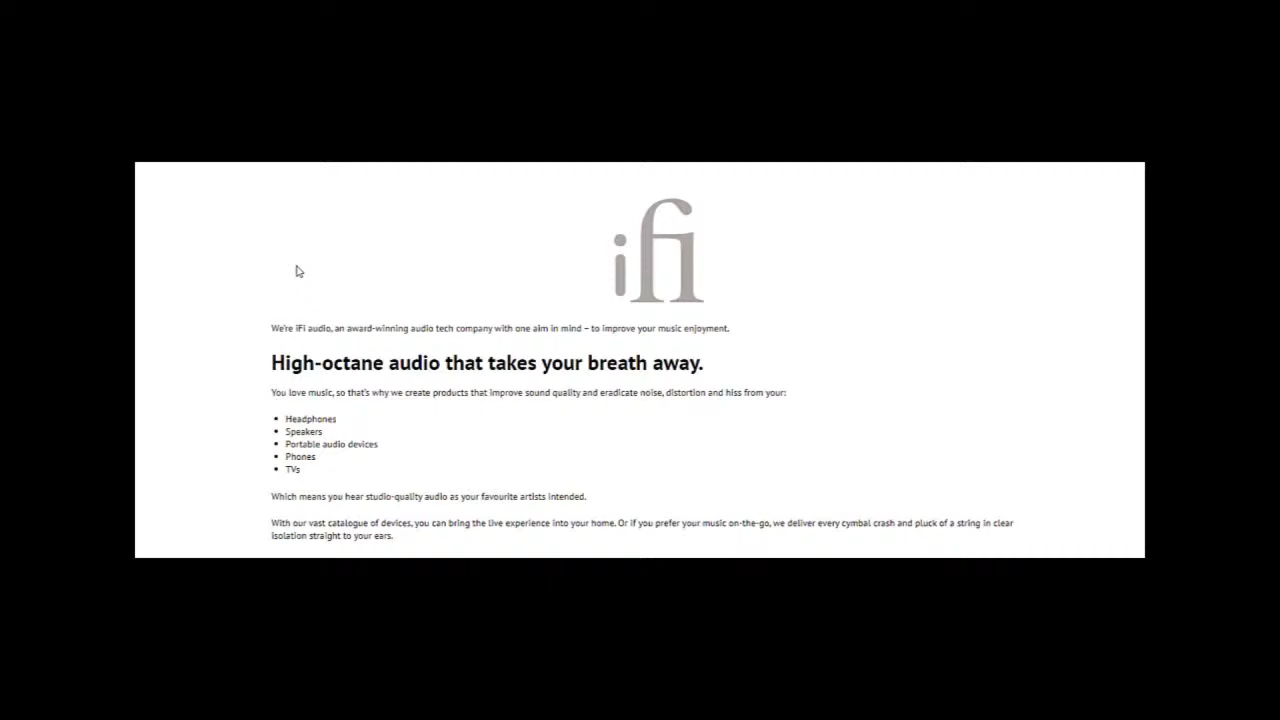 ifi
We're iFi audio, an award-winning audio tech company with one aim in mind – to improve your music enjoyment.
High-octane audio that takes your breath away.
You love music, so that's why we create products that improve sound quality and eradicate noise, distortion and hiss from your:
• Headphones
• Speakers
• Portable audio devices
• Phones
• TVs
Which means you hear studio-quality audio as your favourite artists intended.
With our vast catalogue of devices, you can bring the live experience into your home. Or if you prefer your music on-the-go, we deliver every cymbal crash and pluck of a string in clear
isolation straight to your ears.